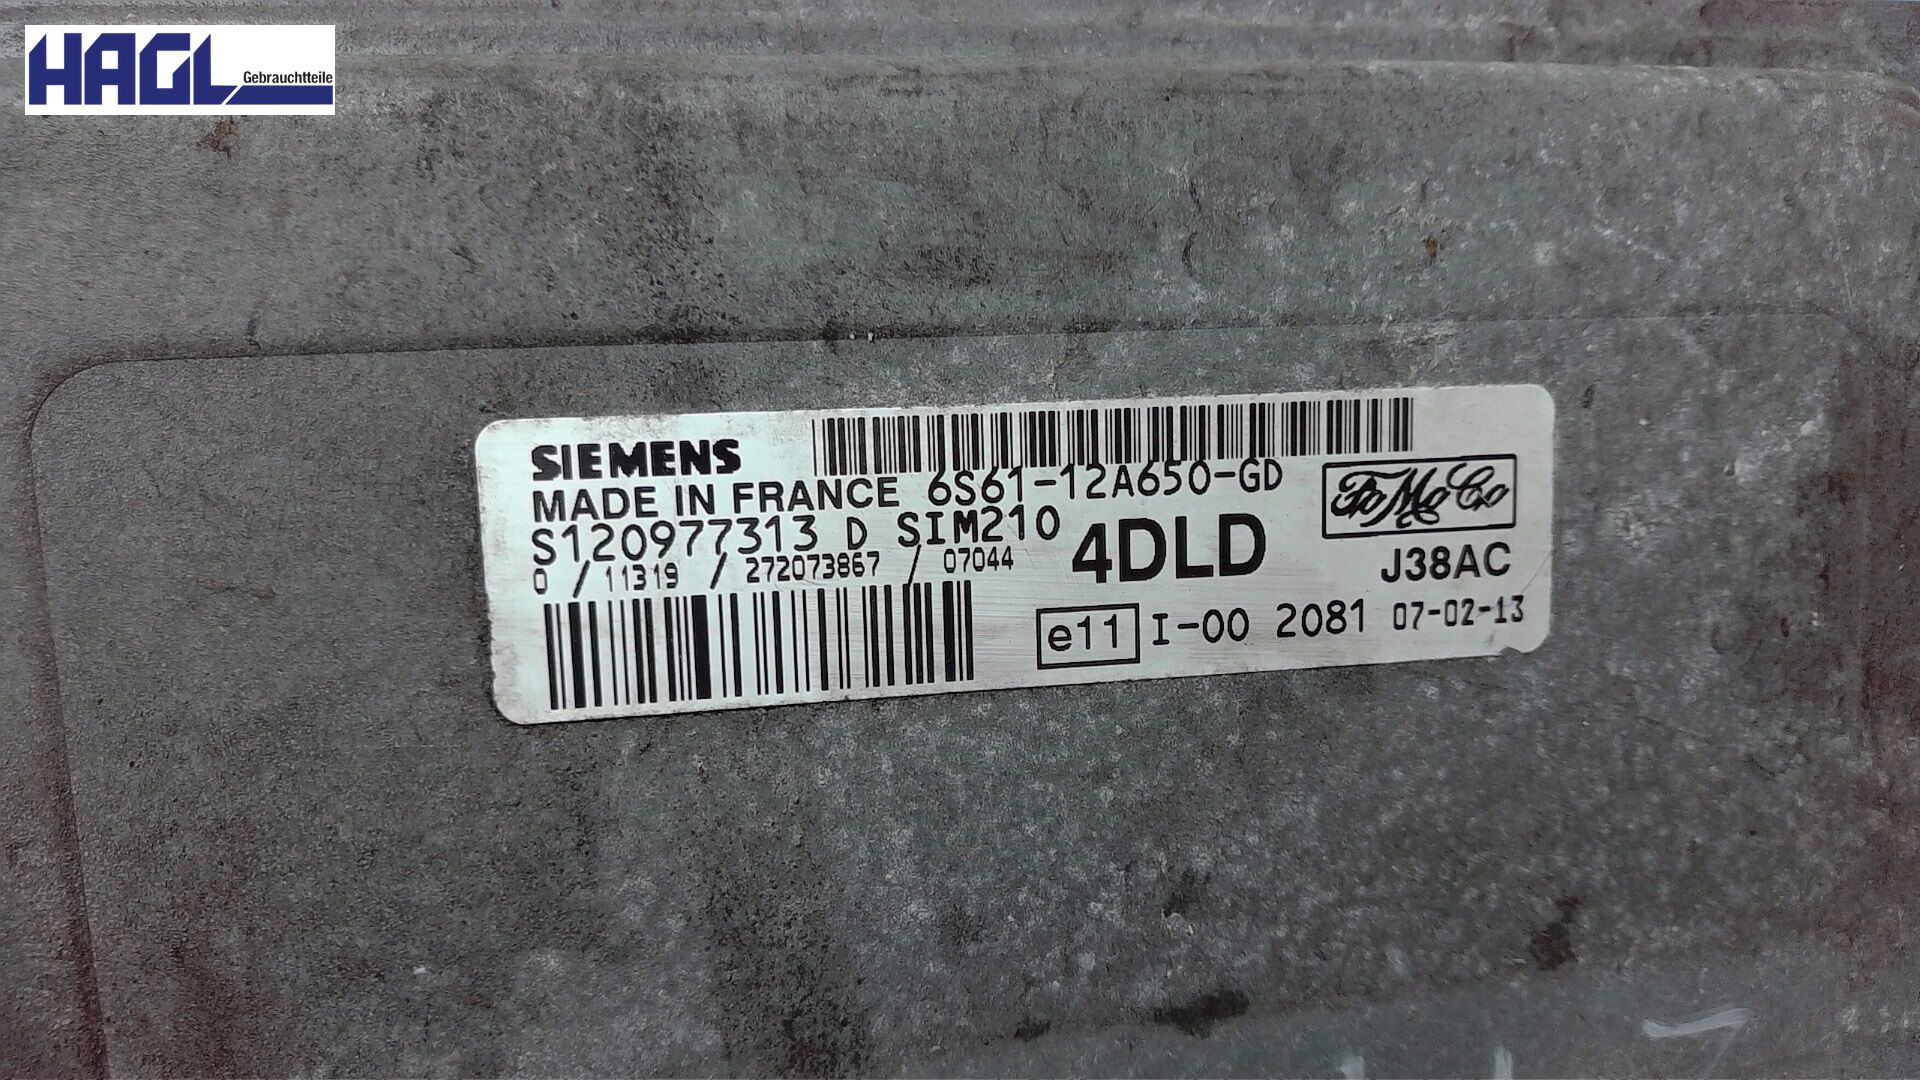 HAGL
Gebrauchtteile
SIEMENS
MADE IN FRANCE 6S61-12A650-GD
FoMoCo
S120977313 D SIM210
4DLD
J38AC
0 / 11319 / 272073867 / 07044
e11 I-00 2081 07-02-13